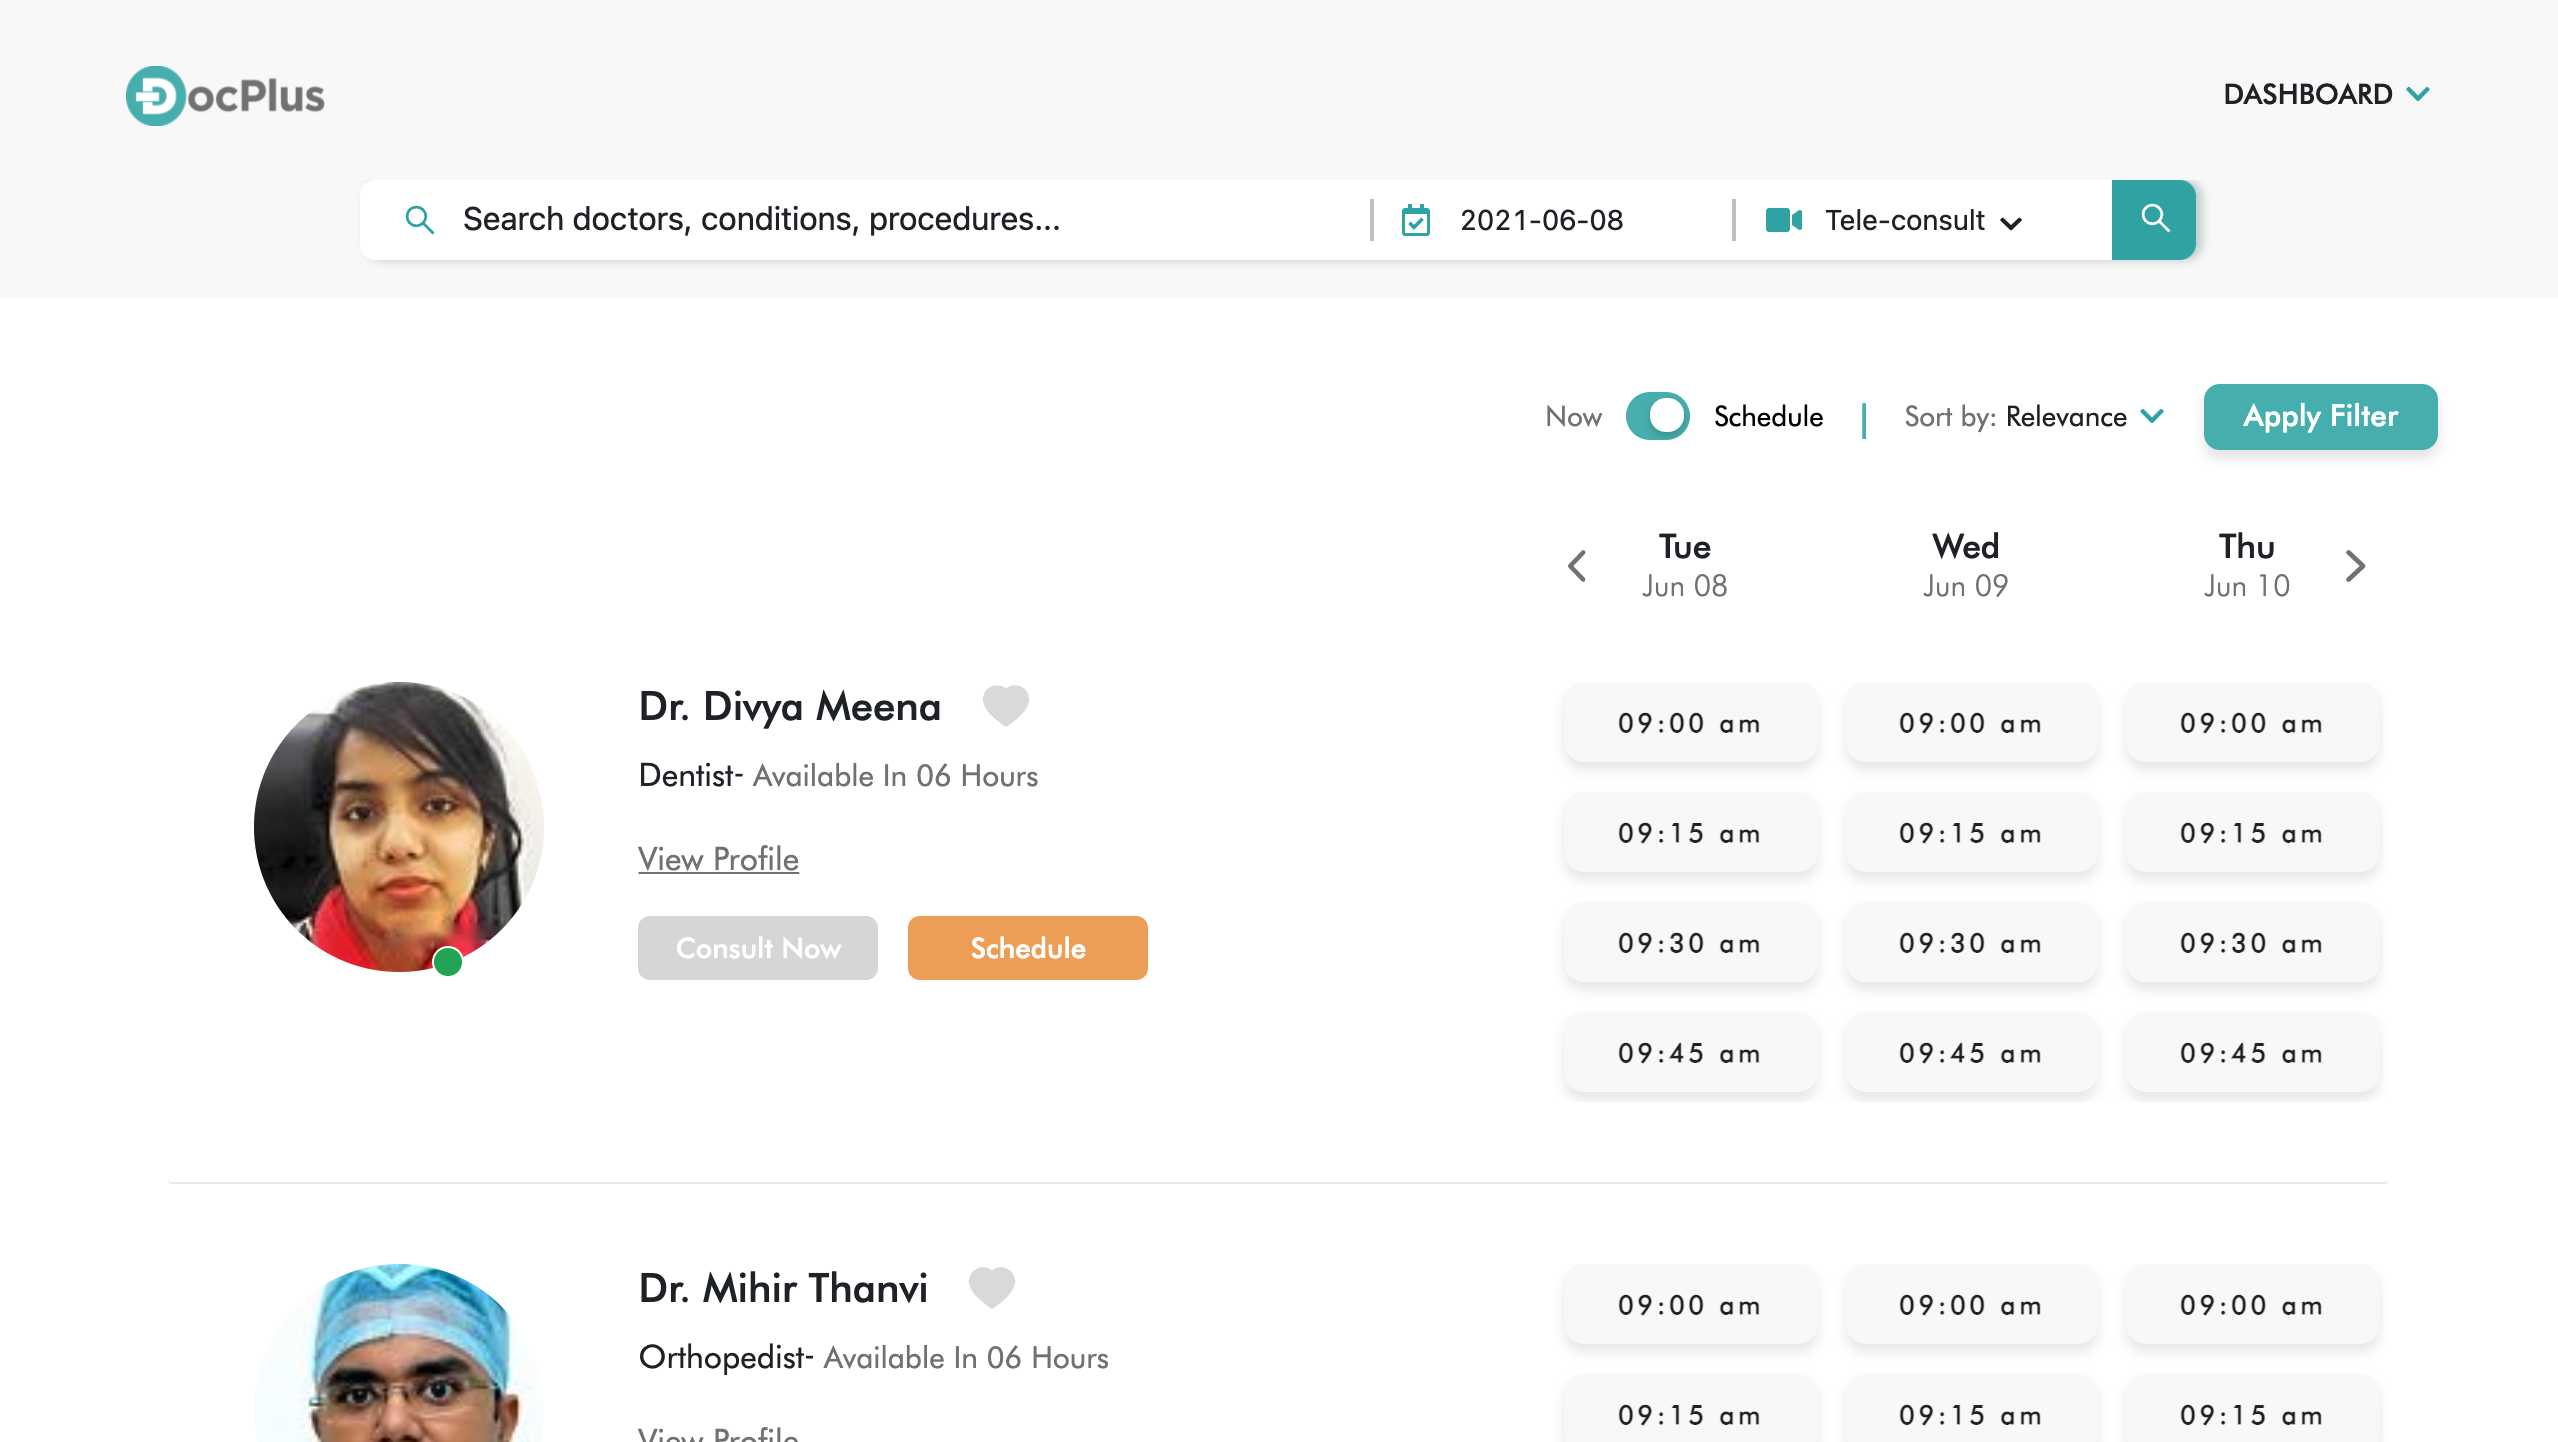 DocPlus
DASHBOARD
Search doctors, conditions, procedures...
2021-06-08
Tele-consult
Now
Schedule
Sort by: Relevance
Apply Filter
Tue
Wed
Thu
Jun 08
Jun 09
Jun 10
Dr. Divya Meena
Dentist- Available In 06 Hours
View Profile
Consult Now
Schedule
09:00 am
09:00 am
09:00 am
09:15 am
09:15 am
09:15 am
09:30 am
09:30 am
09:30 am
09:45 am
09:45 am
09:45 am
Dr. Mihir Thanvi
Orthopedist- Available In 06 Hours
View Profile
09:00 am
09:00 am
09:00 am
09:15 am
09:15 am
09:15 am